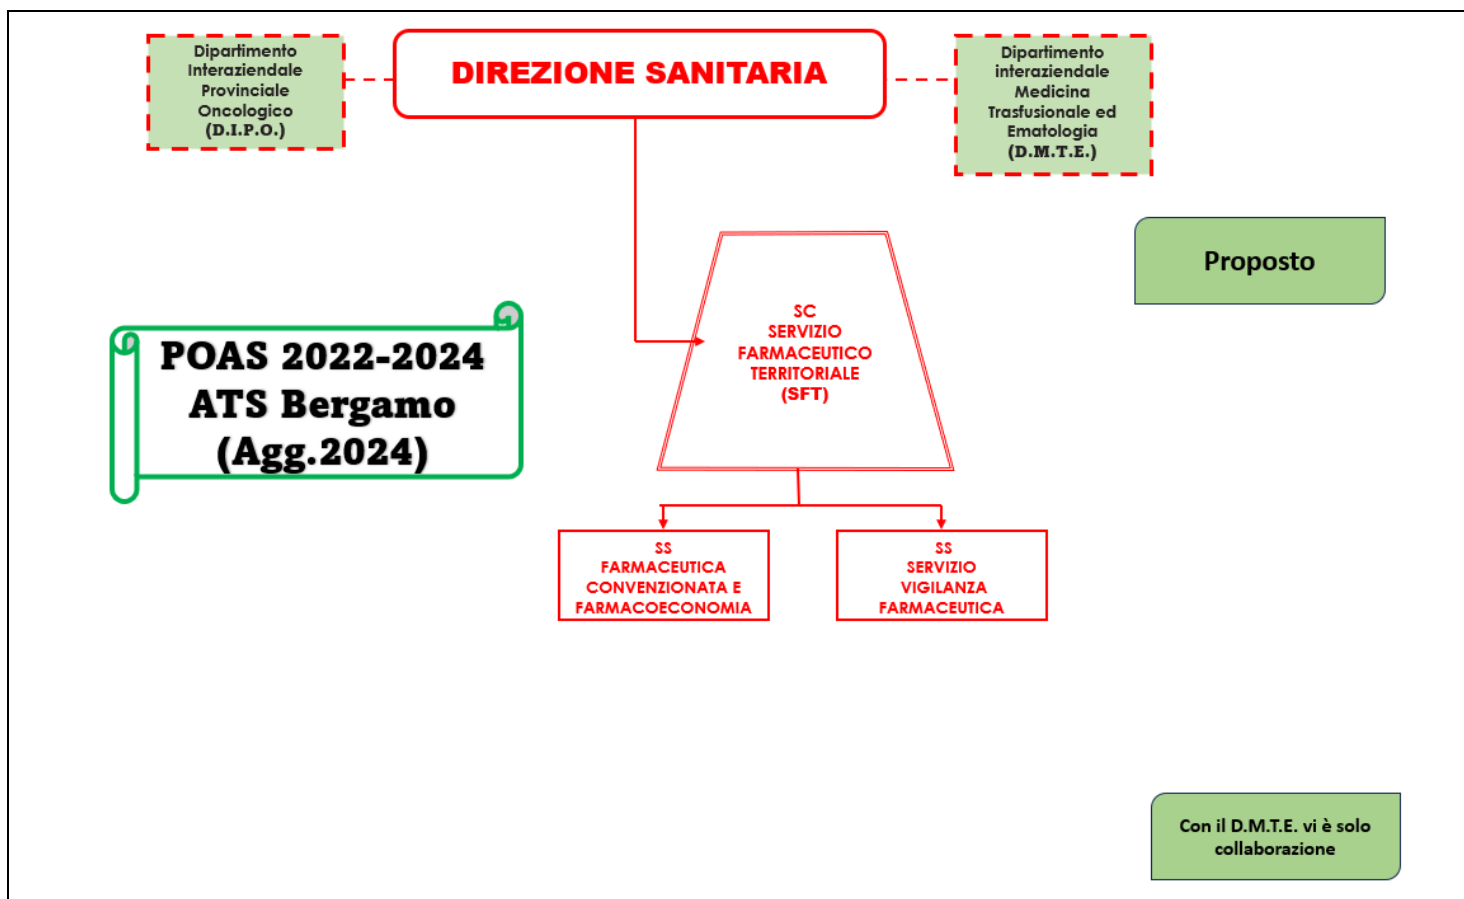 Dipartimento
Interaziendale
Provinciale
Oncologico
(D.I.P.O.)
DIREZIONE SANITARIA
Dipartimento
interaziendale
Medicina
Trasfusionale ed
Ematologia
(D.M.T.E.)
Proposto
POAS 2022-2024
ATS Bergamo
(Agg.2024)
SC
SERVIZIO
FARMACEUTICO
TERRITORIALE
(SFT)
SS
FARMACEUTICA
CONVENZIONATA E
FARMACOECONOMIA
SS
SERVIZIO
VIGILANZA
FARMACEUTICA
Con il D.M.T.E. vi è solo
collaborazione